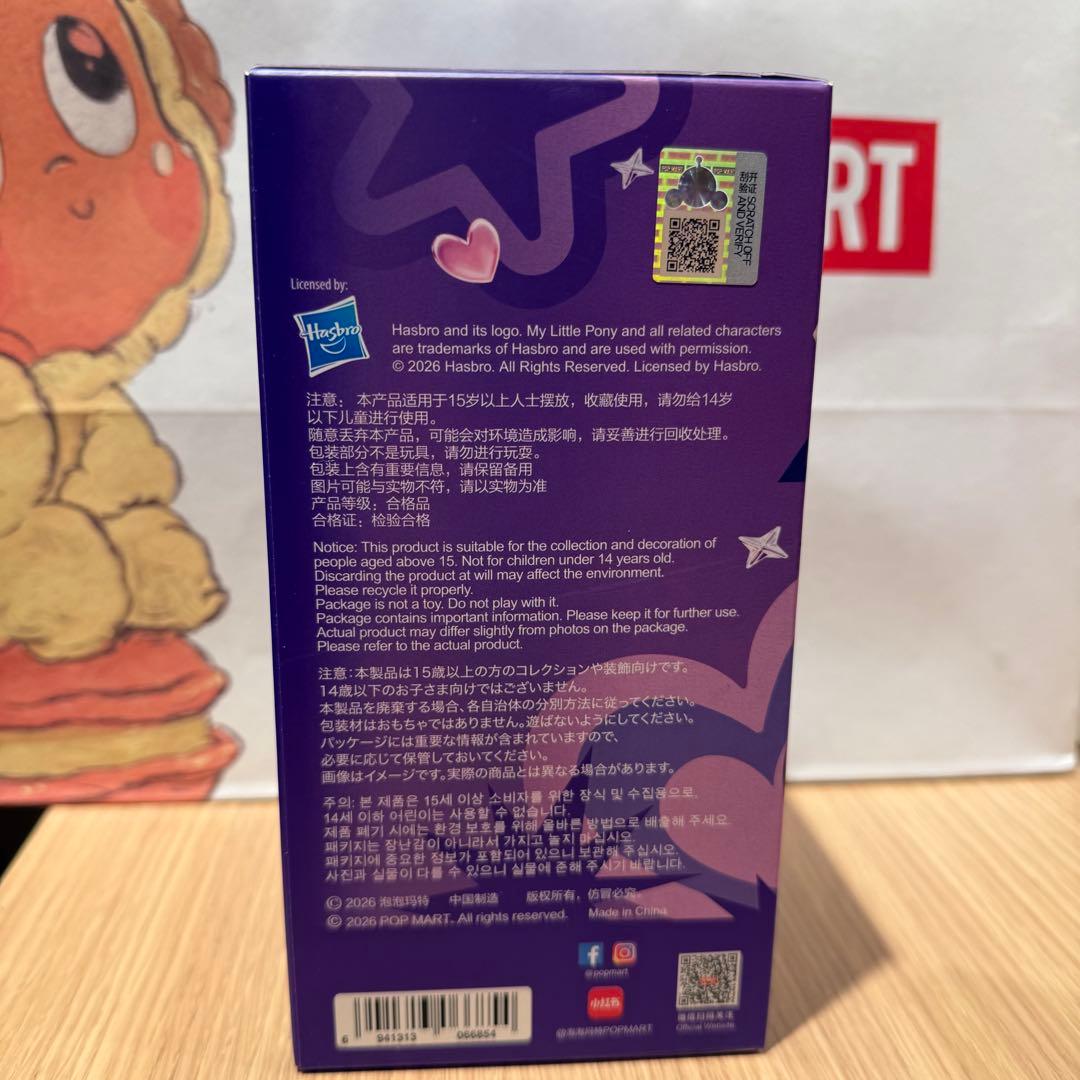 POP MART
POP MART
刮开
验证
SCRATCH OFF
AND VERIFY
ART
Licensed by:
Hasbro
Hasbro and its logo. My Little Pony and all related characters
are trademarks of Hasbro and are used with permission.
© 2026 Hasbro. All Rights Reserved. Licensed by Hasbro.
注意： 本产品适用于15岁以上人士摆放，收藏使用，请勿给14岁
以下儿童进行使用。
随意丢弃本产品，可能会对环境造成影响，请妥善进行回收处理。
包装部分不是玩具，请勿进行玩耍。
包装上含有重要信息，请保留备用
图片可能与实物不符，请以实物为准
产品等级：合格品
合格证：检验合格
Notice: This product is suitable for the collection and decoration of
people aged above 15. Not for children under 14 years old.
Discarding the product at will may affect the environment.
Please recycle it properly.
Package is not a toy. Do not play with it.
Package contains important information. Please keep it for further use.
Actual product may differ slightly from photos on the package.
Please refer to the actual product.
注意：本製品は15歳以上の方のコレクションや装飾向けです。
14歳以下のお子さま向けではございません。
本製品を廃棄する場合、各自治体の分別方法に従ってください。
包装材はおもちゃではありません。遊ばないようにしてください。
パッケージには重要な情報が含まれていますので、
必要に応じて保管しておいてください。
画像はイメージです。実際の商品とは異なる場合があります。
주의: 본 제품은 15세 이상 소비자를 위한 장식 및 수집용으로,
14세 이하 어린이는 사용할 수 없습니다.
제품 폐기 시에는 환경 보호를 위해 올바른 방법으로 배출해 주세요.
패키지는 장난감이 아니라서 가지고 놀지 마십시오.
패키지에 중요한 정보가 포함되어 있으니 보관해 주십시오.
사진과 실물이 다를 수 있으니 실물에 준해 주시기 바랍니다.
© 2026 泡泡玛特 中国制造 版权所有，仿冒必究。
© 2026 POP MART. All rights reserved. Made in China
@popmart
小红书
@泡泡玛特POPMART
微信扫码关注
Official Website
6 941313 066854